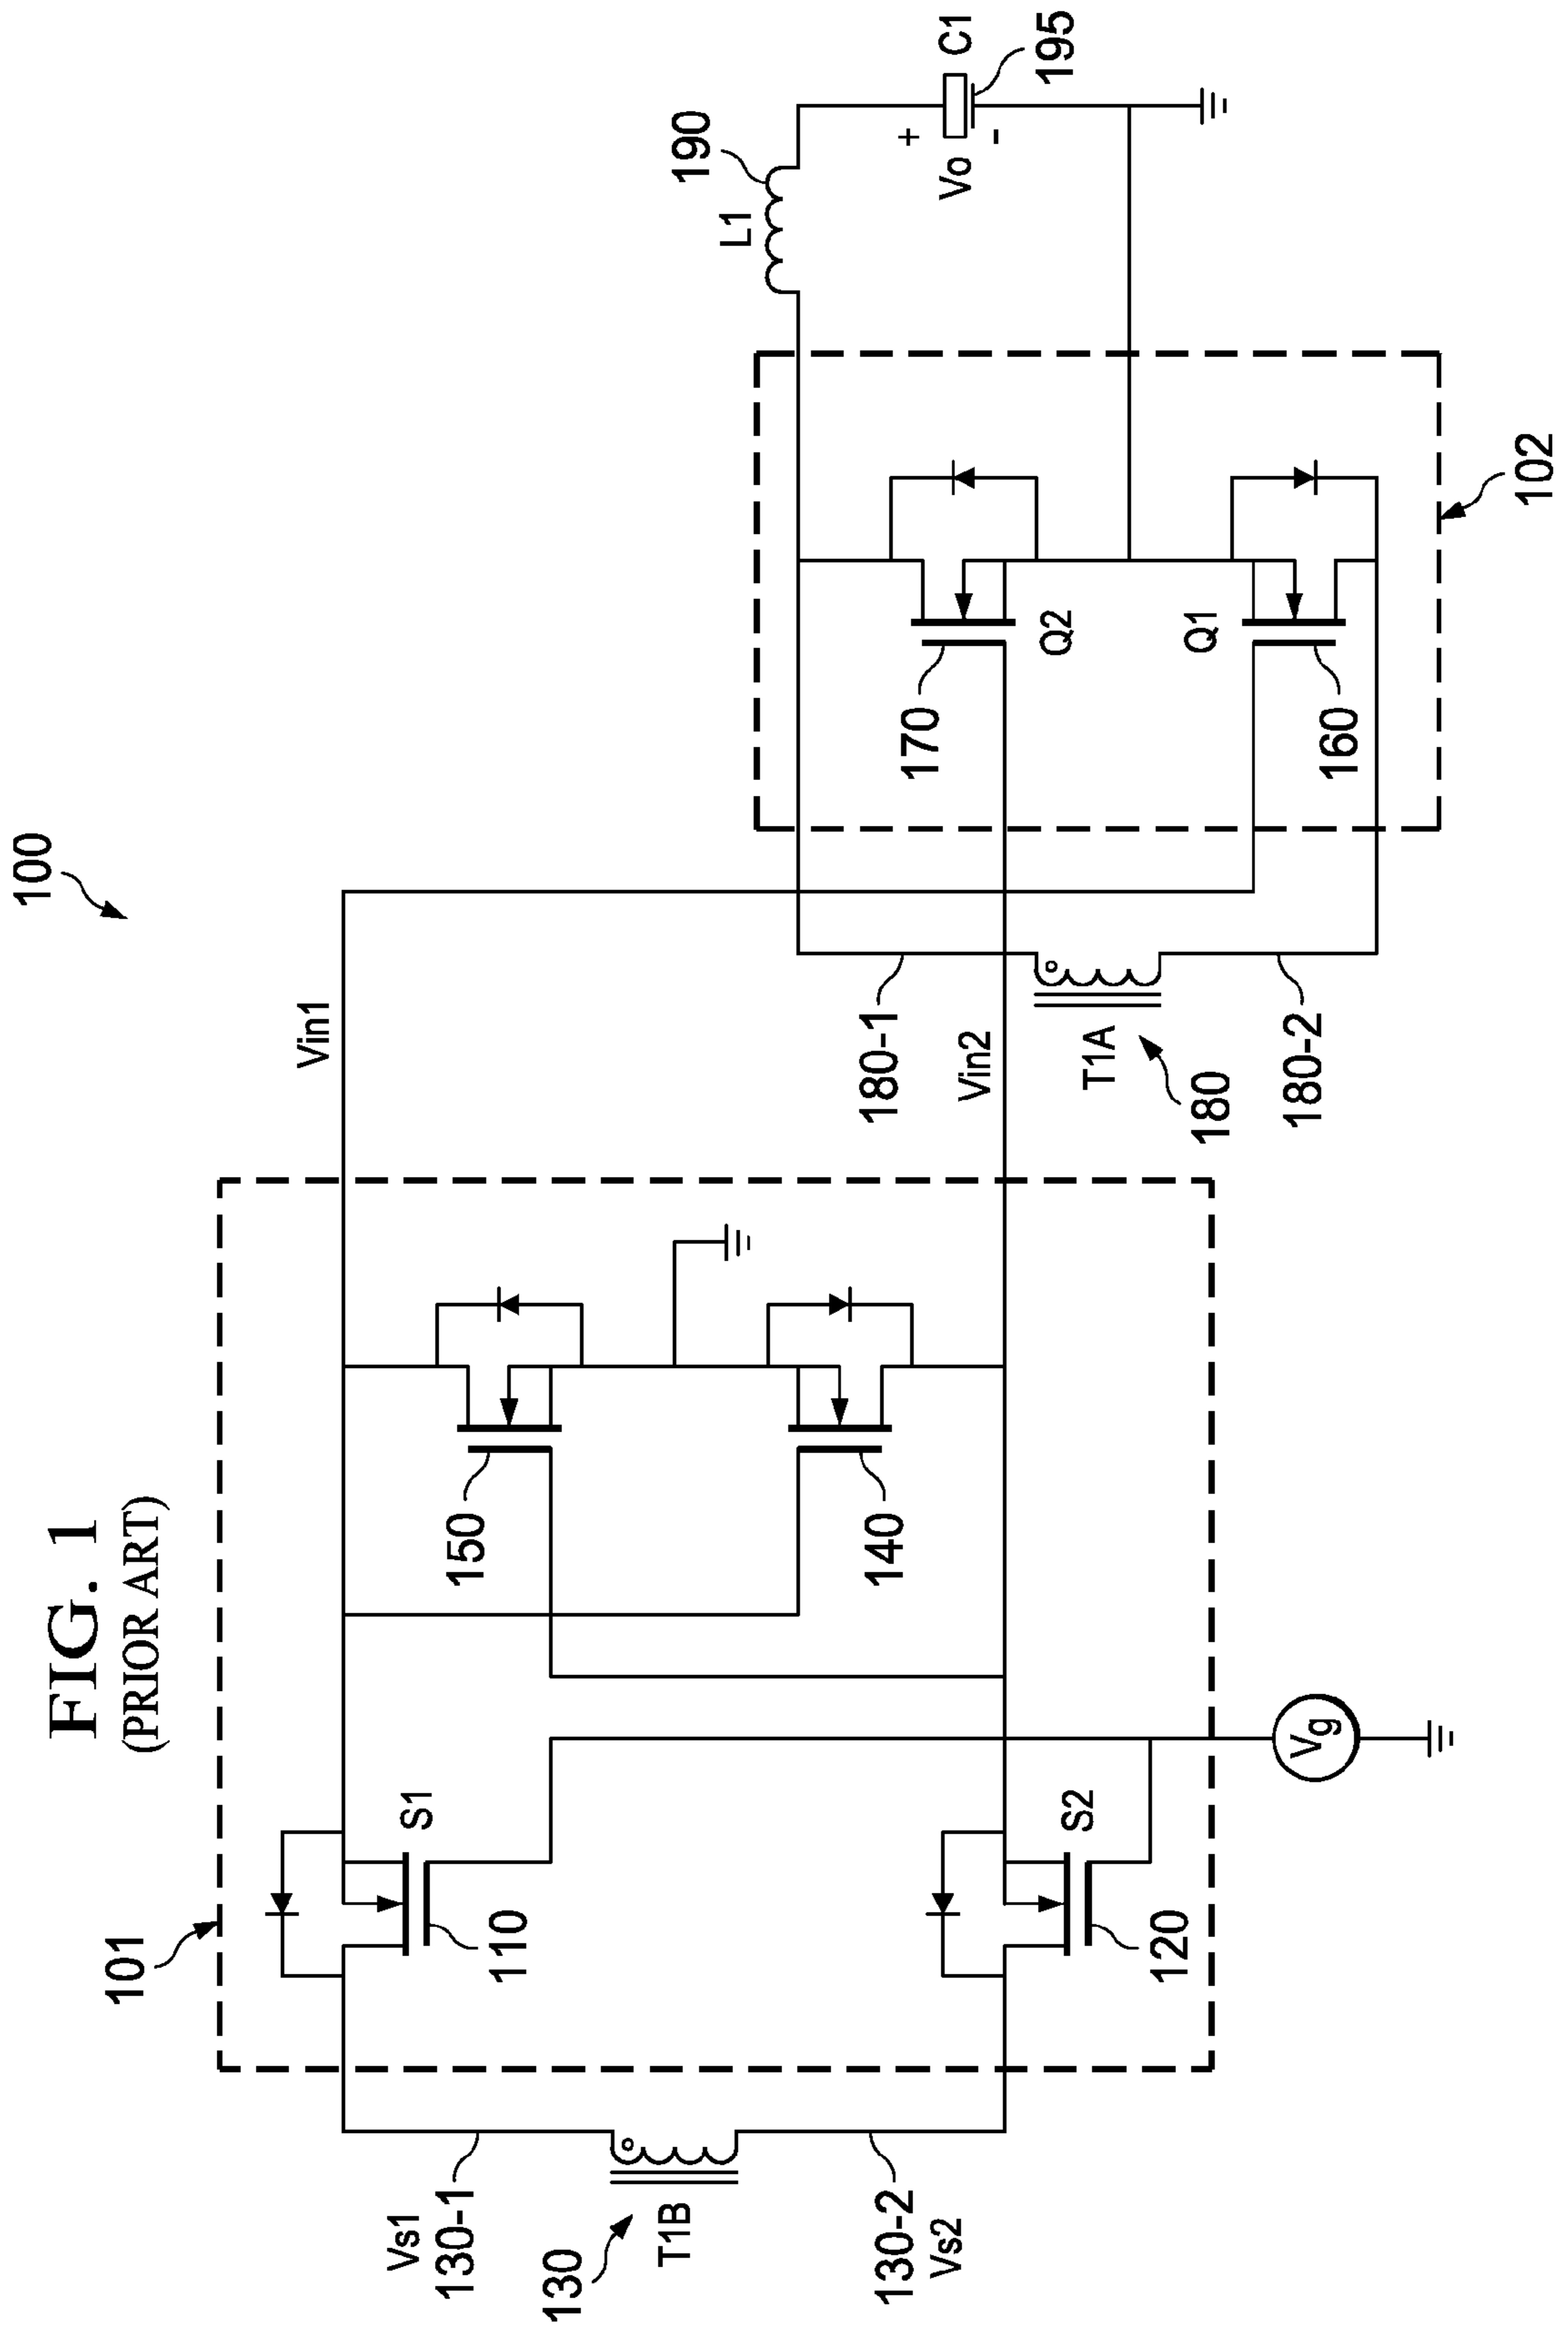 FIG. 1
(PRIOR ART)
100
101
Vs1
130-1
130
T1B
130-2
Vs2
S1
110
S2
120
Vg
150
140
Vin1
Vin2
180-1
T1A
180
180-2
170
Q2
Q1
160
102
L1
190
+
Vo
-
C1
195